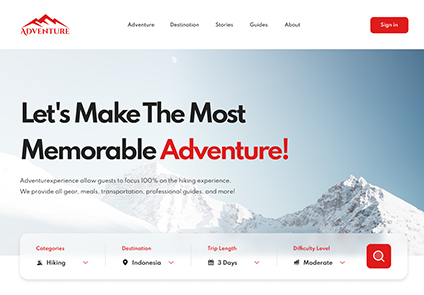 ADVENTURE
Adventure Destination Stories Guides About
Sign in
Let's Make The Most
Memorable Adventure!
Adventurexperience allow guests to focus 100% on the hiking experience.
We provide all gear, meals, transportation, professional guides, and more!
Categories Destination Trip Length Difficulty Level
Hiking Indonesia 3 Days Moderate